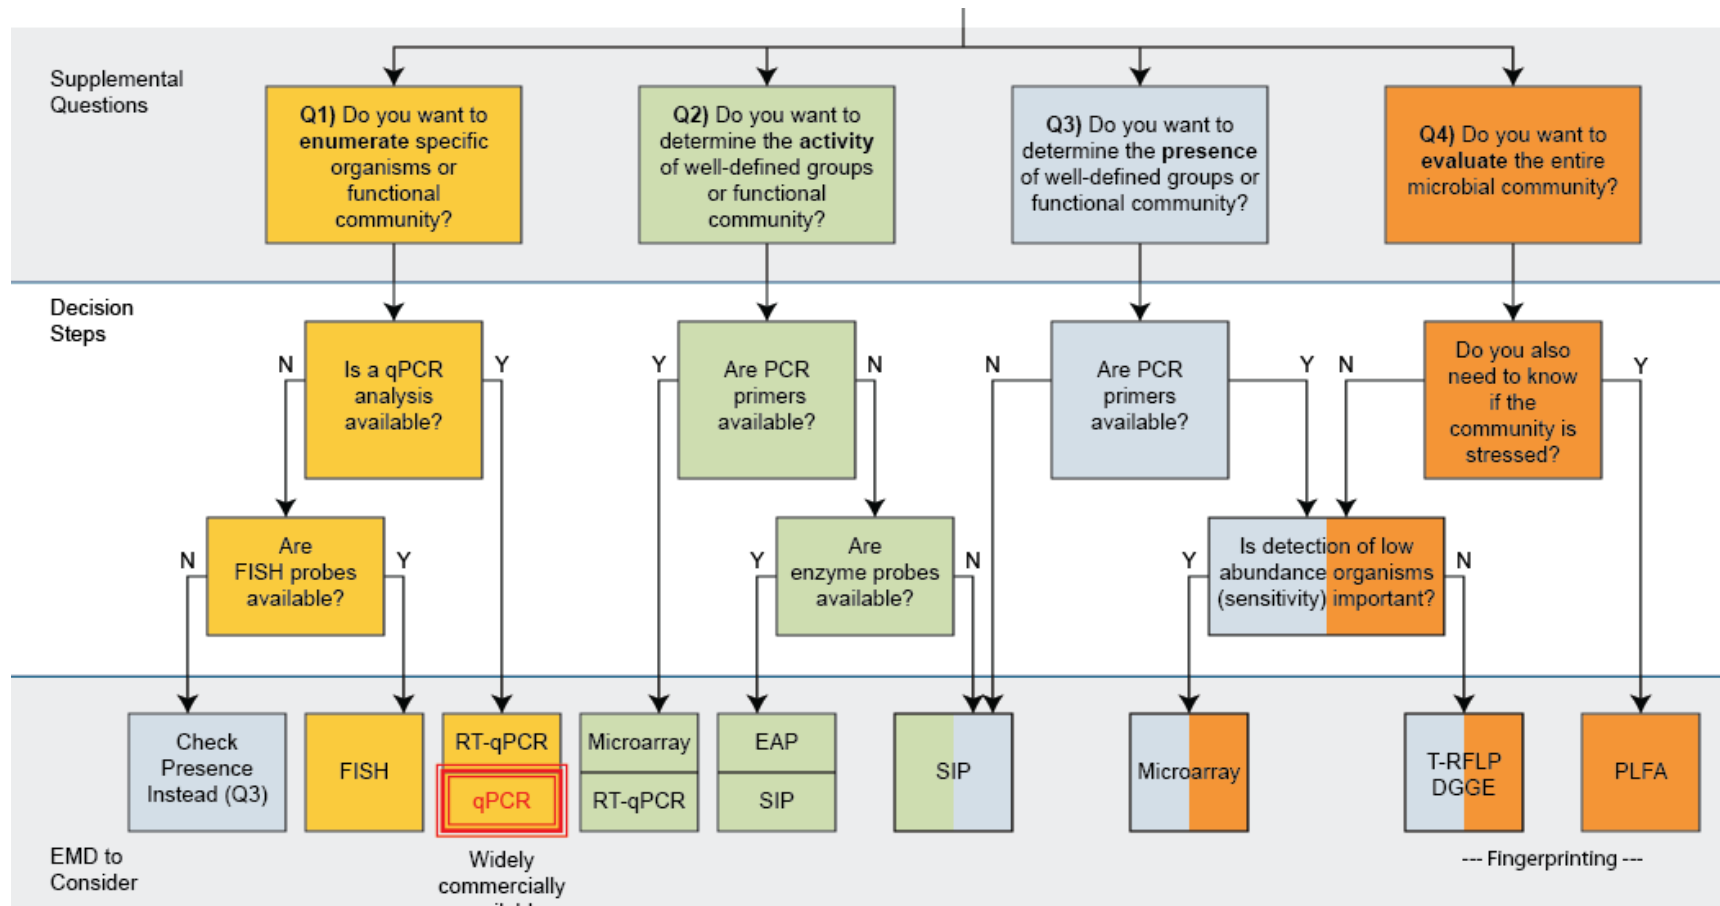 Supplemental
Questions
Q1) Do you want to
enumerate specific
organisms or
functional
community?
Q2) Do you want to
determine the activity
of well-defined groups
or functional
community?
Q3) Do you want to
determine the presence
of well-defined groups or
functional community?
Q4) Do you want to
evaluate the entire
microbial community?
Decision
Steps
N
Is a qPCR
analysis
available?
Y
Y
Are PCR
primers
available?
N
N
Are PCR
primers
available?
Y
N
Do you also
need to know
if the
community is
stressed?
Y
N
Are
FISH probes
available?
Y
Y
Are
enzyme probes
available?
N
Y
Is detection of low
abundance organisms
(sensitivity) important?
N
Check
Presence
Instead (Q3)
FISH
RT-qPCR
qPCR
Microarray
RT-qPCR
EAP
SIP
SIP
Microarray
T-RFLP
DGGE
PLFA
EMD to
Consider
Widely
commercially
--- Fingerprinting ---